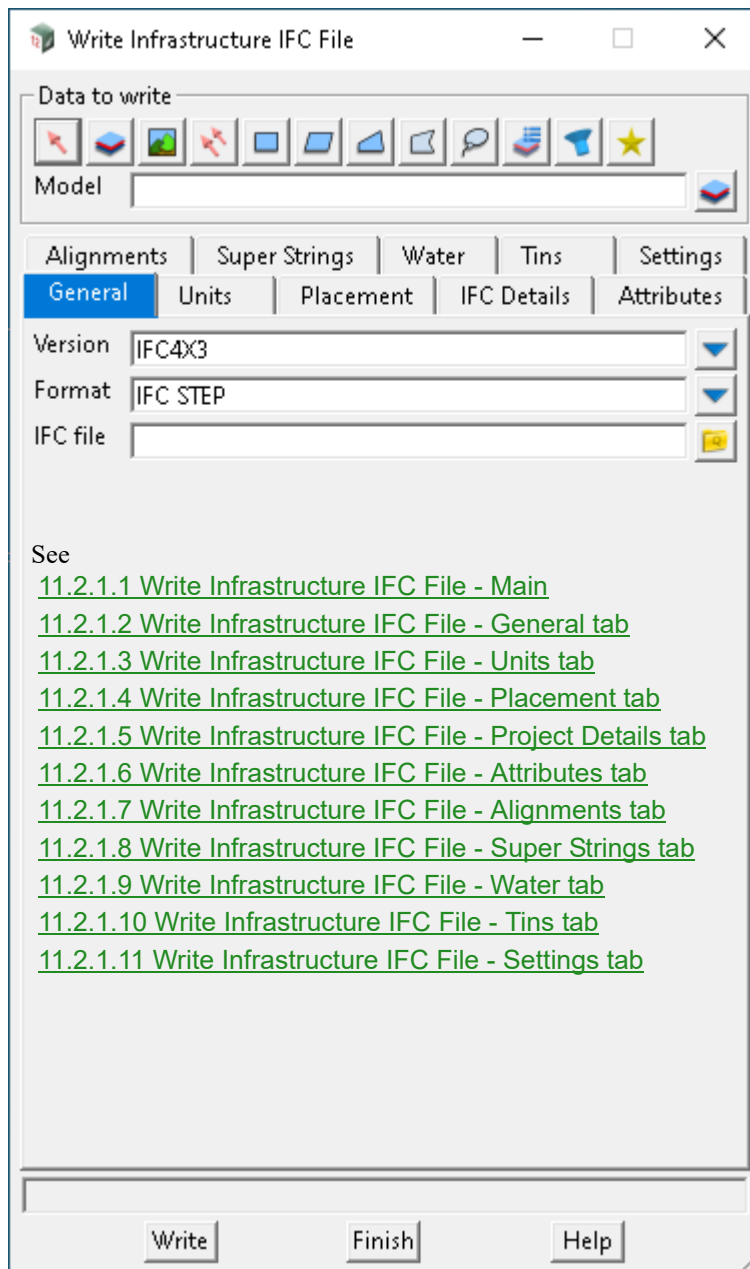 Write Infrastructure IFC File
Data to write
Model
Alignments Super Strings Water Tins Settings
General Units Placement IFC Details Attributes
Version IFC4X3
Format IFC STEP
IFC file
See
11.2.1.1 Write Infrastructure IFC File - Main
11.2.1.2 Write Infrastructure IFC File - General tab
11.2.1.3 Write Infrastructure IFC File - Units tab
11.2.1.4 Write Infrastructure IFC File - Placement tab
11.2.1.5 Write Infrastructure IFC File - Project Details tab
11.2.1.6 Write Infrastructure IFC File - Attributes tab
11.2.1.7 Write Infrastructure IFC File - Alignments tab
11.2.1.8 Write Infrastructure IFC File - Super Strings tab
11.2.1.9 Write Infrastructure IFC File - Water tab
11.2.1.10 Write Infrastructure IFC File - Tins tab
11.2.1.11 Write Infrastructure IFC File - Settings tab
Write Finish Help